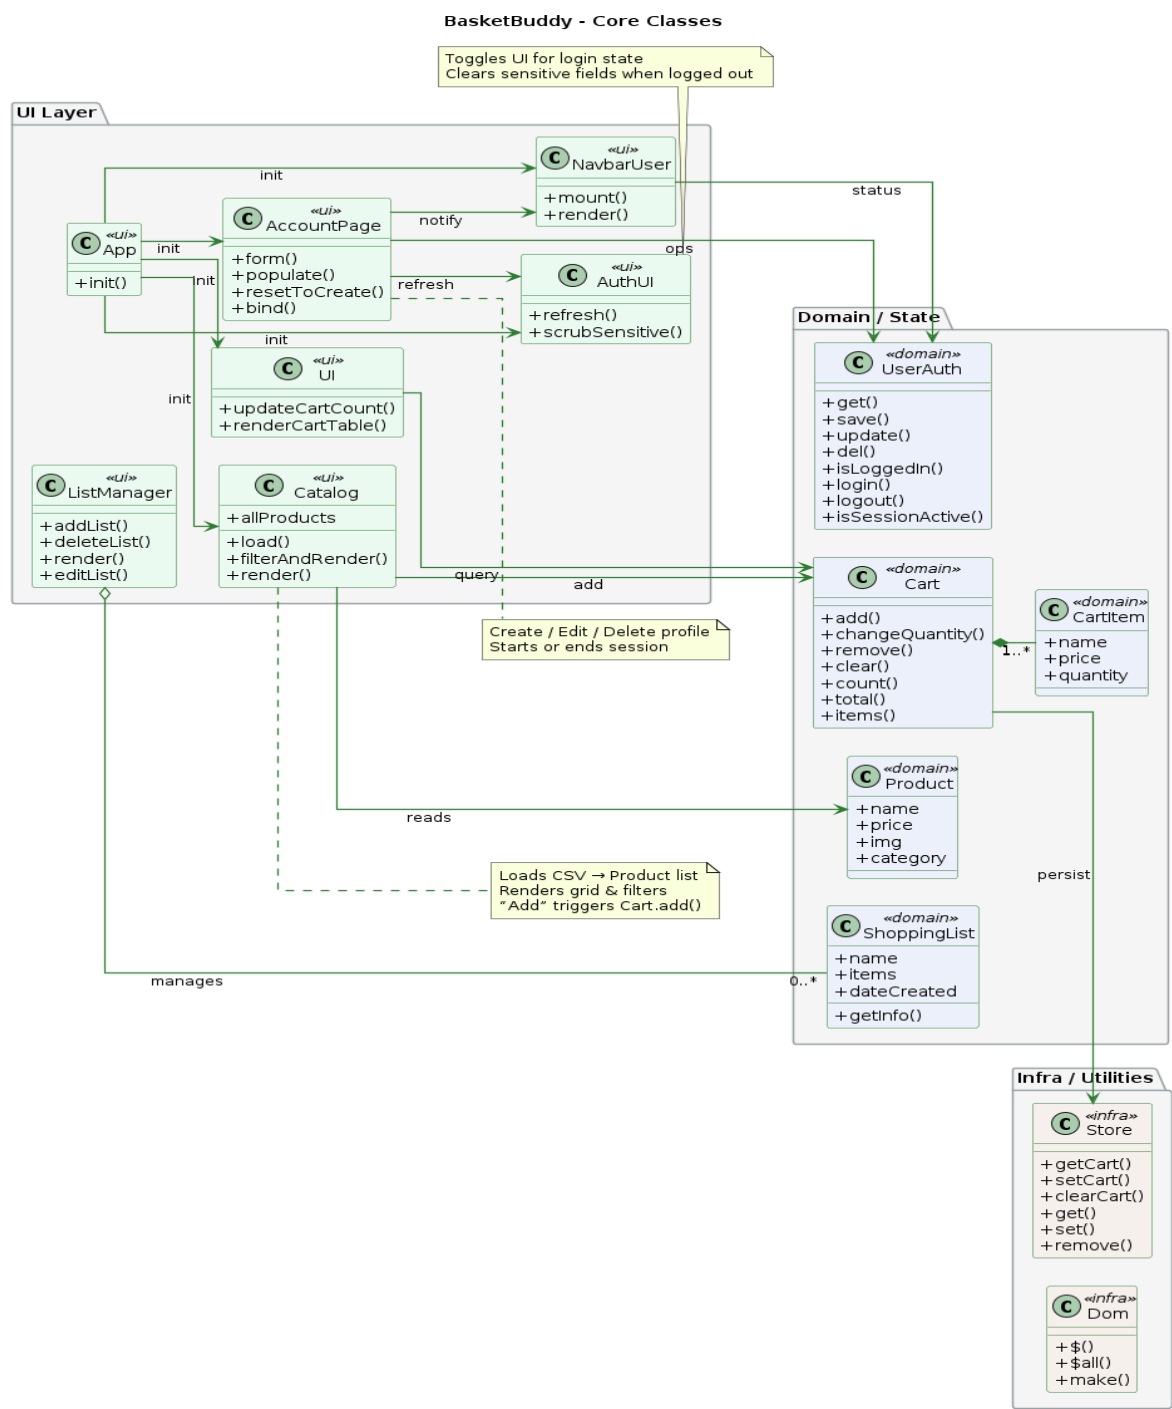 BasketBuddy - Core Classes
Toggles UI for login state
Clears sensitive fields when logged out
UI Layer
C
«ui»
NavbarUser
+mount()
+render()
init
status
C
«ui»
AccountPage
+form()
+populate()
+resetToCreate()
+bind()
notify
ops
C
«ui»
App
+init()
init
init
refresh
C
«ui»
AuthUI
+refresh()
+scrubSensitive()
init
C
«ui»
UI
+updateCartCount()
+renderCartTable()
init
C
«ui»
ListManager
+addList()
+deleteList()
+render()
+editList()
C
«ui»
Catalog
+allProducts
+load()
+filterAndRender()
+render()
query
add
Create / Edit / Delete profile
Starts or ends session
Domain / State
C
«domain»
UserAuth
+get()
+save()
+update()
+del()
+isLoggedIn()
+login()
+logout()
+isSessionActive()
C
«domain»
Cart
+add()
+changeQuantity()
+remove()
+clear()
+count()
+total()
+items()
1..*
C
«domain»
CartItem
+name
+price
+quantity
C
«domain»
Product
+name
+price
+img
+category
reads
persist
Loads CSV → Product list
Renders grid & filters
“Add” triggers Cart.add()
C
«domain»
ShoppingList
+name
+items
+dateCreated
+getInfo()
manages
0..*
Infra / Utilities
C
«infra»
Store
+getCart()
+setCart()
+clearCart()
+get()
+set()
+remove()
C
«infra»
Dom
+$()
+$all()
+make()